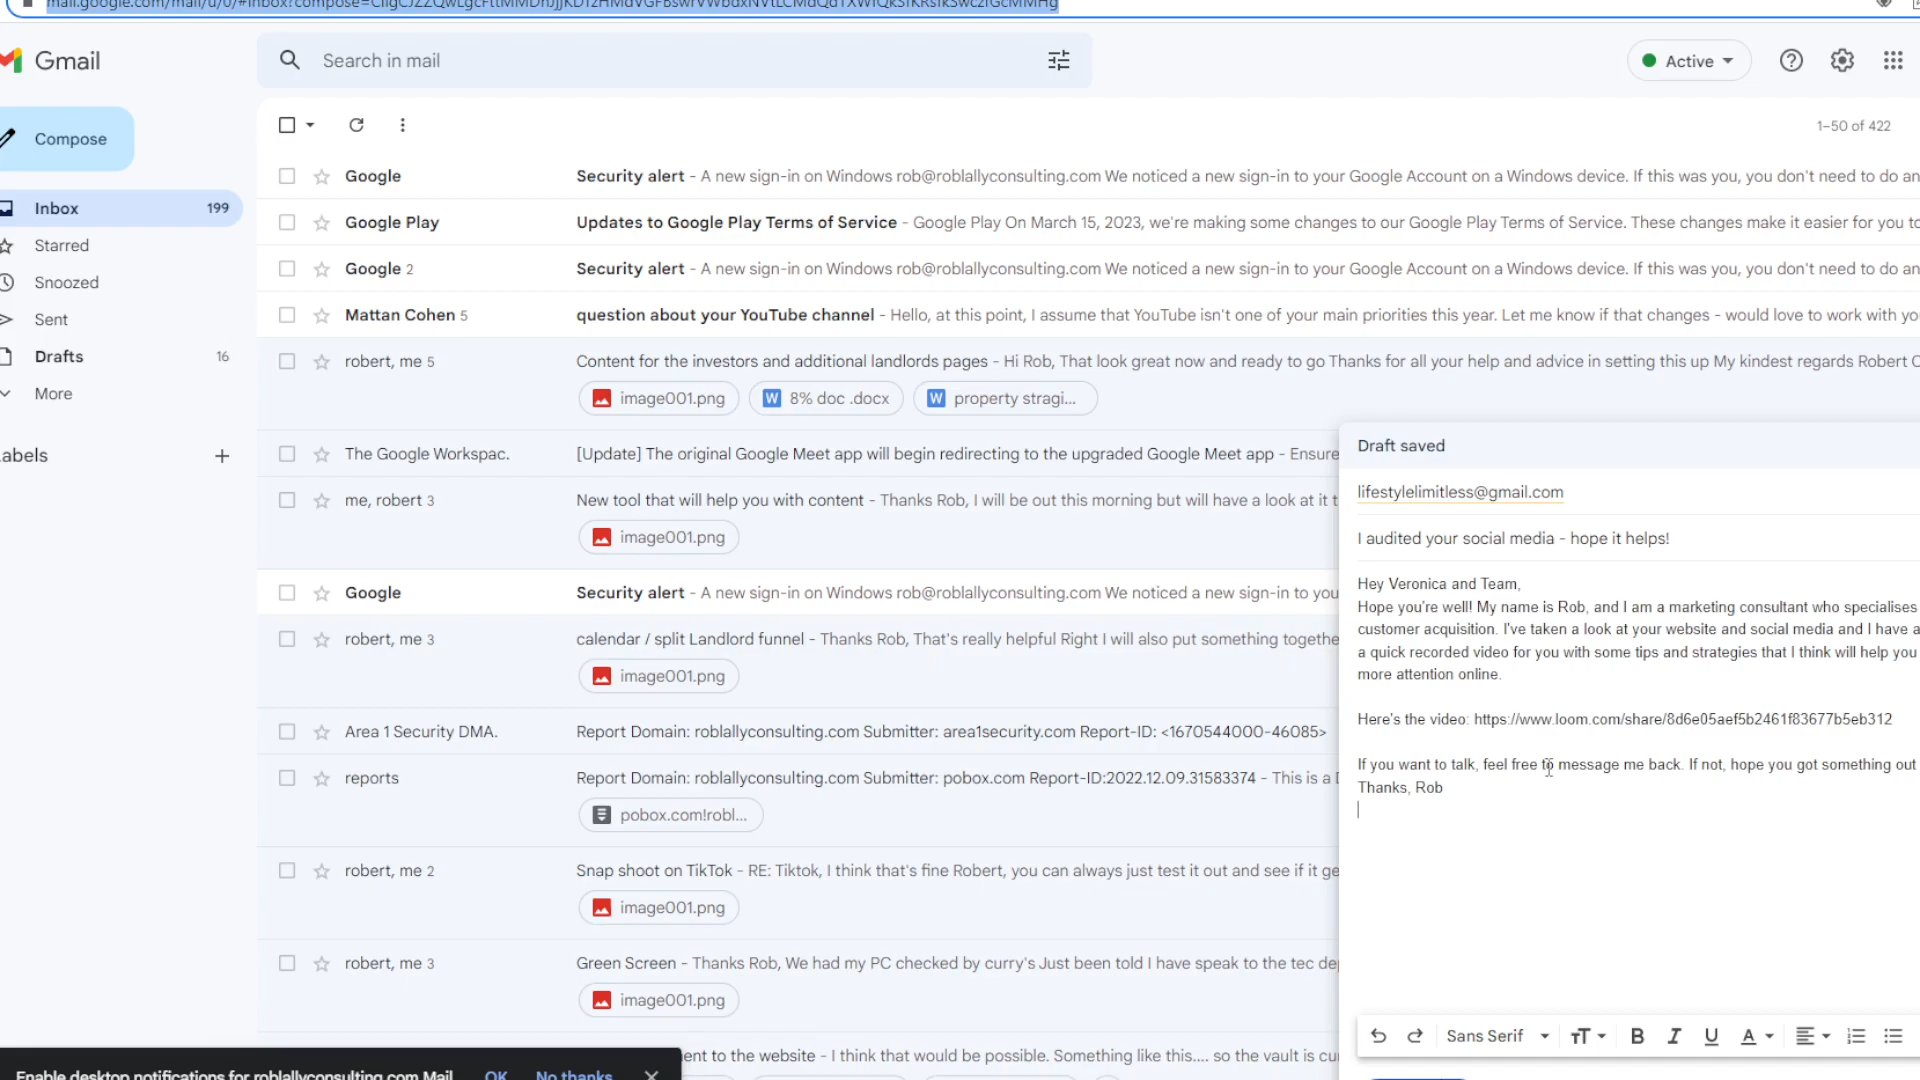 Gmail
Search in mail
Active
Compose
1–50 of 422
Inbox 199
Starred
Snoozed
Sent
Drafts 16
More
abels
Google Security alert - A new sign-in on Windows rob@roblallyconsulting.com We noticed a new sign-in to your Google Account on a Windows device. If this was you, you don't need to do an
Google Play Updates to Google Play Terms of Service - Google Play On March 15, 2023, we're making some changes to our Google Play Terms of Service. These changes make it easier for you to
Google 2 Security alert - A new sign-in on Windows rob@roblallyconsulting.com We noticed a new sign-in to your Google Account on a Windows device. If this was you, you don't need to do an
Mattan Cohen 5 question about your YouTube channel - Hello, at this point, I assume that YouTube isn't one of your main priorities this year. Let me know if that changes - would love to work with yo
robert, me 5 Content for the investors and additional landlords pages - Hi Rob, That look great now and ready to go Thanks for all your help and advice in setting this up My kindest regards Robert C
image001.png W 8% doc .docx W property stragi...
The Google Workspac. [Update] The original Google Meet app will begin redirecting to the upgraded Google Meet app - Ensure
me, robert 3 New tool that will help you with content - Thanks Rob, I will be out this morning but will have a look at it t
image001.png
Google Security alert - A new sign-in on Windows rob@roblallyconsulting.com We noticed a new sign-in to you
robert, me 3 calendar / split Landlord funnel - Thanks Rob, That's really helpful Right I will also put something togethe
image001.png
Area 1 Security DMA. Report Domain: roblallyconsulting.com Submitter: area1security.com Report-ID: <1670544000-46085>
reports Report Domain: roblallyconsulting.com Submitter: pobox.com Report-ID:2022.12.09.31583374 - This is a D
pobox.com!robl...
robert, me 2 Snap shoot on TikTok - RE: Tiktok, I think that's fine Robert, you can always just test it out and see if it ge
image001.png
robert, me 3 Green Screen - Thanks Rob, We had my PC checked by curry's Just been told I have speak to the tec de
image001.png
ent to the website - I think that would be possible. Something like this.... so the vault is cu
Enable desktop notifications for roblallyconsulting.com Mail. OK No thanks
Draft saved
lifestylelimitless@gmail.com
I audited your social media - hope it helps!
Hey Veronica and Team,
Hope you're well! My name is Rob, and I am a marketing consultant who specialises
customer acquisition. I've taken a look at your website and social media and I have a
a quick recorded video for you with some tips and strategies that I think will help you
more attention online.
Here's the video: https://www.loom.com/share/8d6e05aef5b2461f83677b5eb312
If you want to talk, feel free to message me back. If not, hope you got something out
Thanks, Rob
Sans Serif B I U A